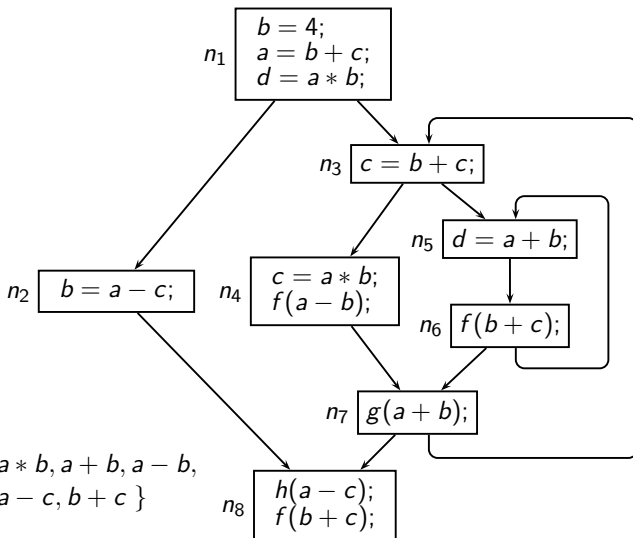 n1
b = 4;
a = b + c;
d = a ∗ b;
n3
c = b + c;
n5
d = a + b;
n2
b = a − c;
n4
c = a ∗ b;
f(a − b);
n6
f(b + c);
n7
g(a + b);
a ∗ b, a + b, a − b,
a − c, b + c }
n8
h(a − c);
f(b + c);